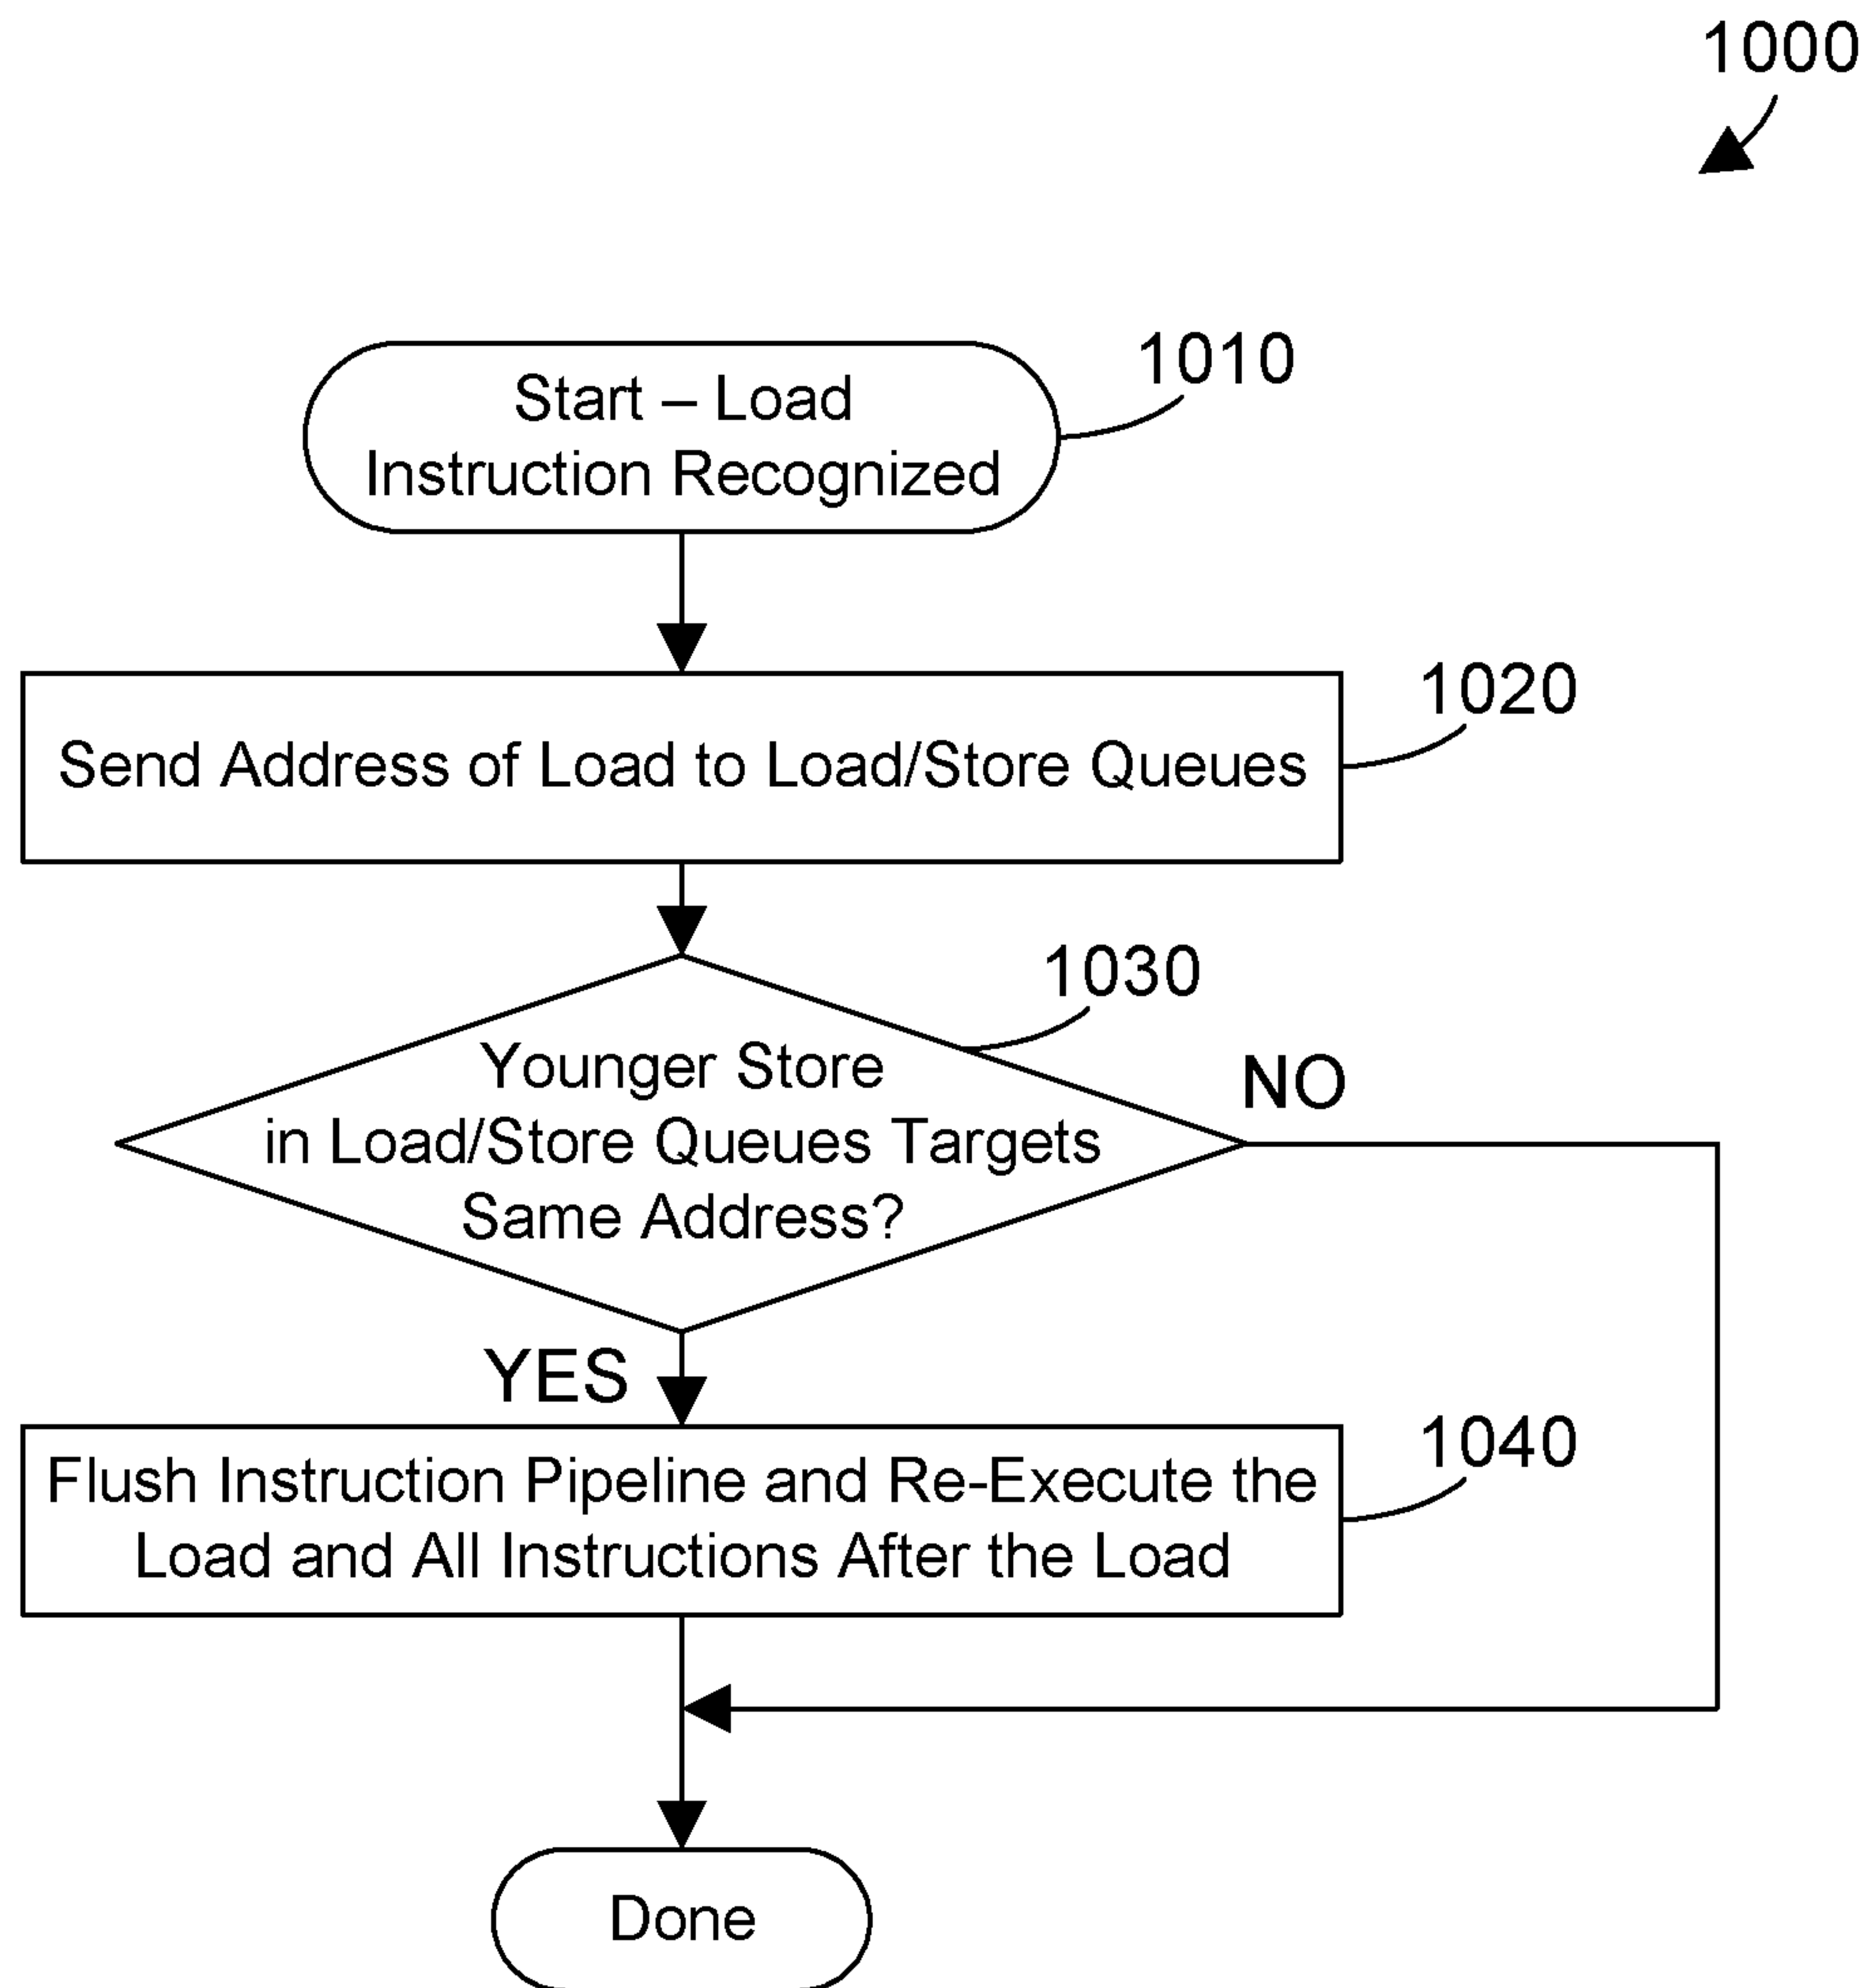 1000
Start – Load
Instruction Recognized
1010
Send Address of Load to Load/Store Queues
1020
Younger Store
in Load/Store Queues Targets
Same Address?
1030
NO
YES
Flush Instruction Pipeline and Re-Execute the
Load and All Instructions After the Load
1040
Done